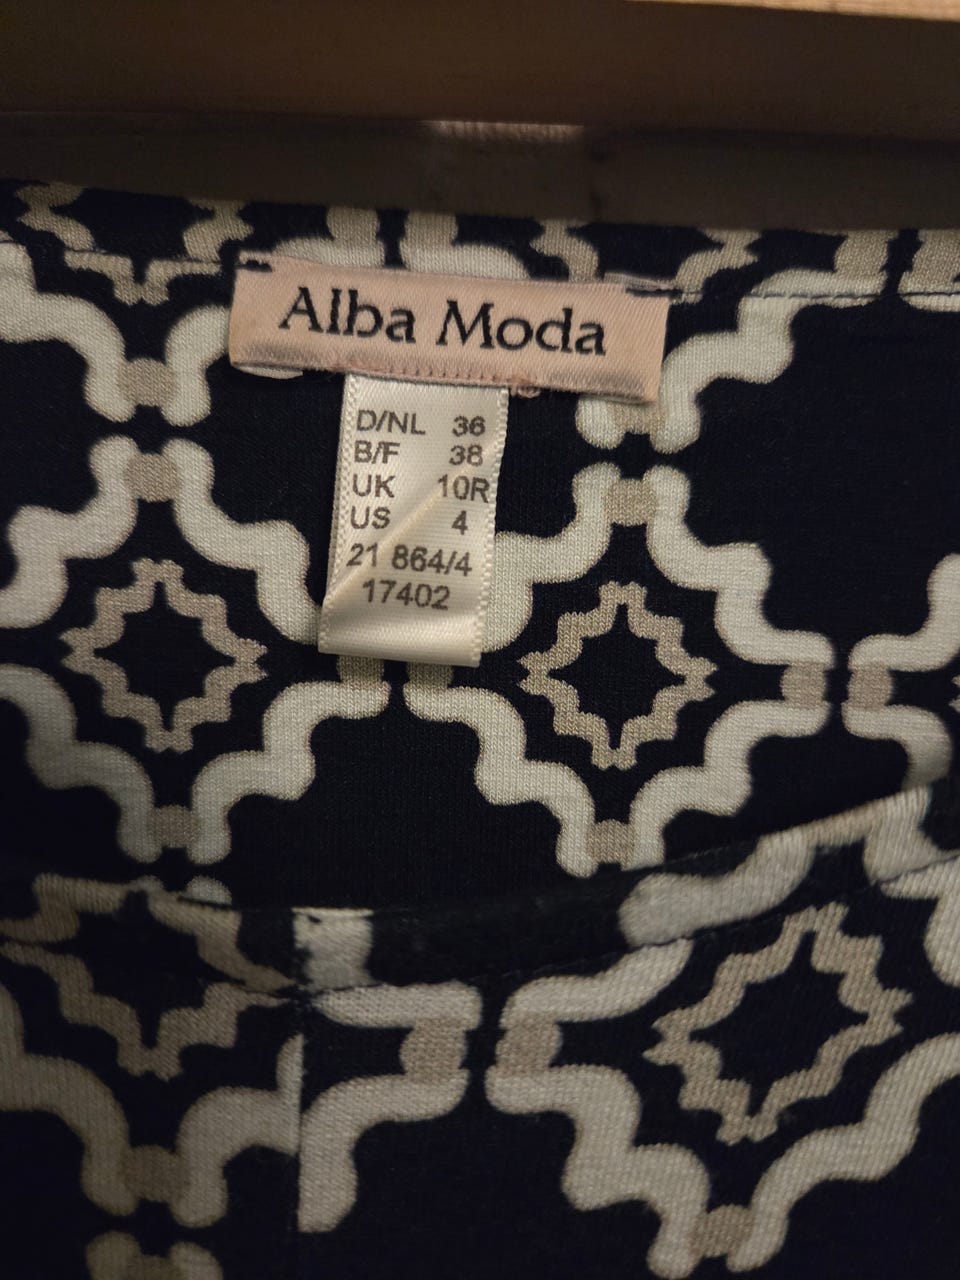 Alba Moda
D/NL 36
B/F 38
UK 10R
US 4
21 864/4
17402